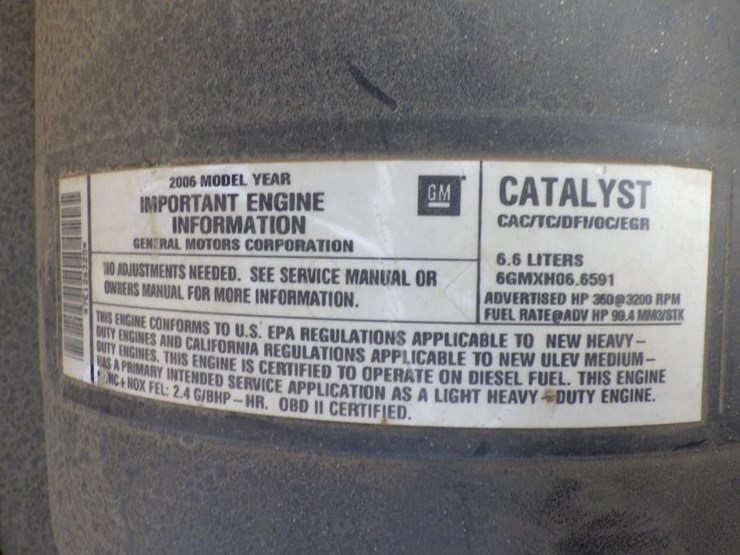 2006 MODEL YEAR
IMPORTANT ENGINE
INFORMATION
GENERAL MOTORS CORPORATION
GM
NO ADJUSTMENTS NEEDED. SEE SERVICE MANUAL OR
OWNERS MANUAL FOR MORE INFORMATION.
CATALYST
CAC/TC/DFI/OC/EGR
6.6 LITERS
6GMXH06.6591
ADVERTISED HP 360@3200 RPM
FUEL RATE@ADV HP 99.4 MM3/STK
THIS ENGINE CONFORMS TO U.S. EPA REGULATIONS APPLICABLE TO NEW HEAVY-
DUTY ENGINES AND CALIFORNIA REGULATIONS APPLICABLE TO NEW ULEV MEDIUM-
DUTY ENGINES. THIS ENGINE IS CERTIFIED TO OPERATE ON DIESEL FUEL. THIS ENGINE
HAS A PRIMARY INTENDED SERVICE APPLICATION AS A LIGHT HEAVY-DUTY ENGINE.
HC+NOX FEL: 2.4 G/BHP-HR. OBD II CERTIFIED.